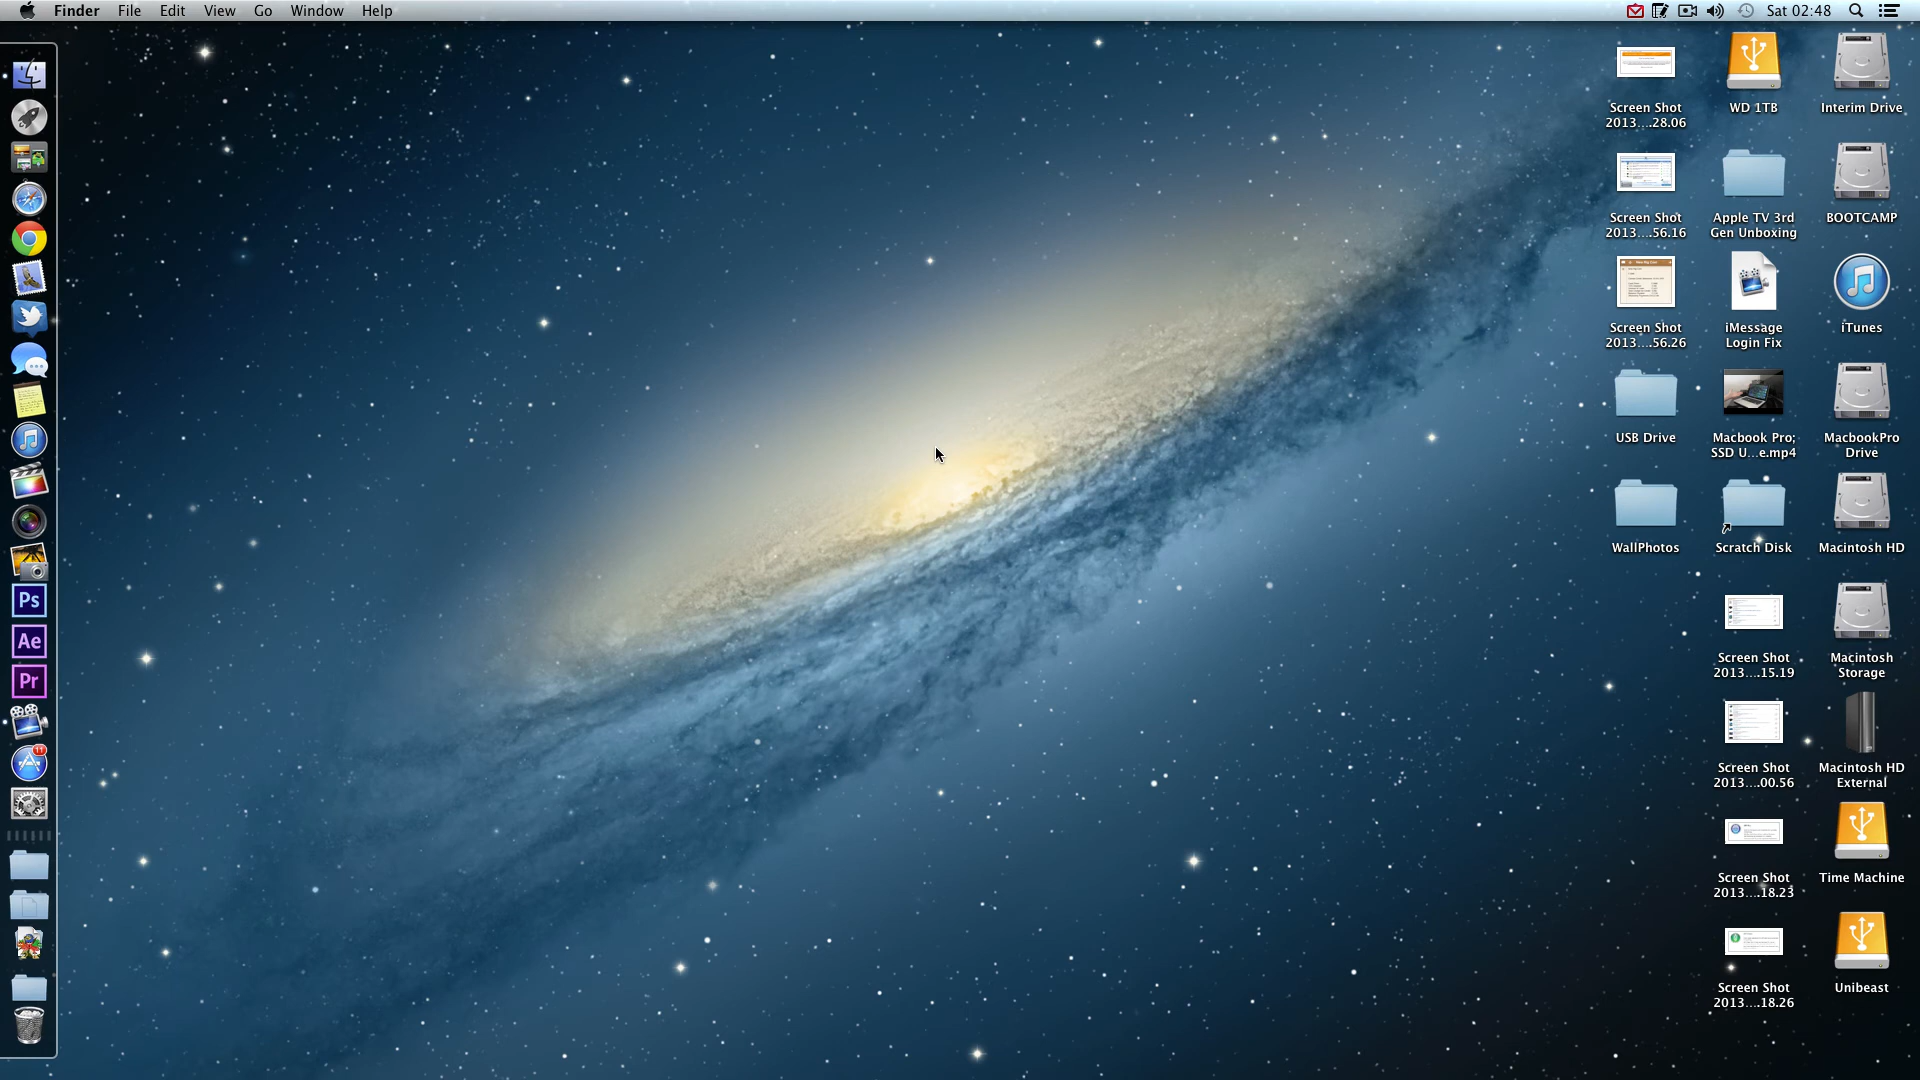 Finder File Edit View Go Window Help
Sat 02:48
Screen Shot
2013....28.06
WD 1TB
Interim Drive
Screen Shot
2013....56.16
Apple TV 3rd
Gen Unboxing
BOOTCAMP
Screen Shot
2013....56.26
iMessage
Login Fix
iTunes
USB Drive
Macbook Pro;
SSD U...e.mp4
MacbookPro
Drive
WallPhotos
Scratch Disk
Macintosh HD
Screen Shot
2013....15.19
Macintosh
Storage
Screen Shot
2013....00.56
Macintosh HD
External
Screen Shot
2013....18.23
Time Machine
Screen Shot
2013....18.26
Unibeast
Ps
Ae
Pr
11